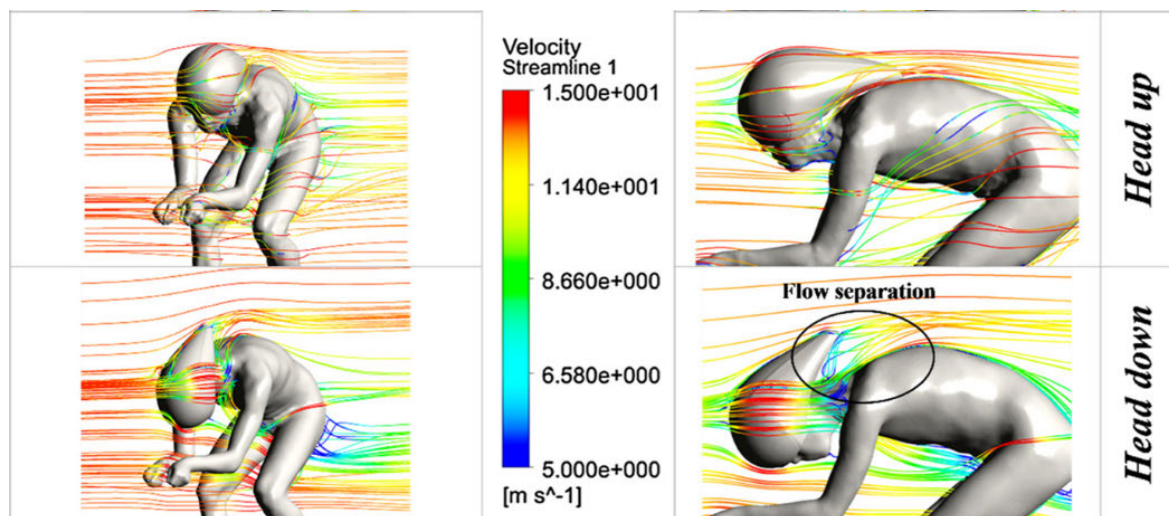 Velocity
Streamline 1
1.500e+001
1.140e+001
8.660e+000
6.580e+000
5.000e+000
[m s^-1]
Head up
Flow separation
Head down